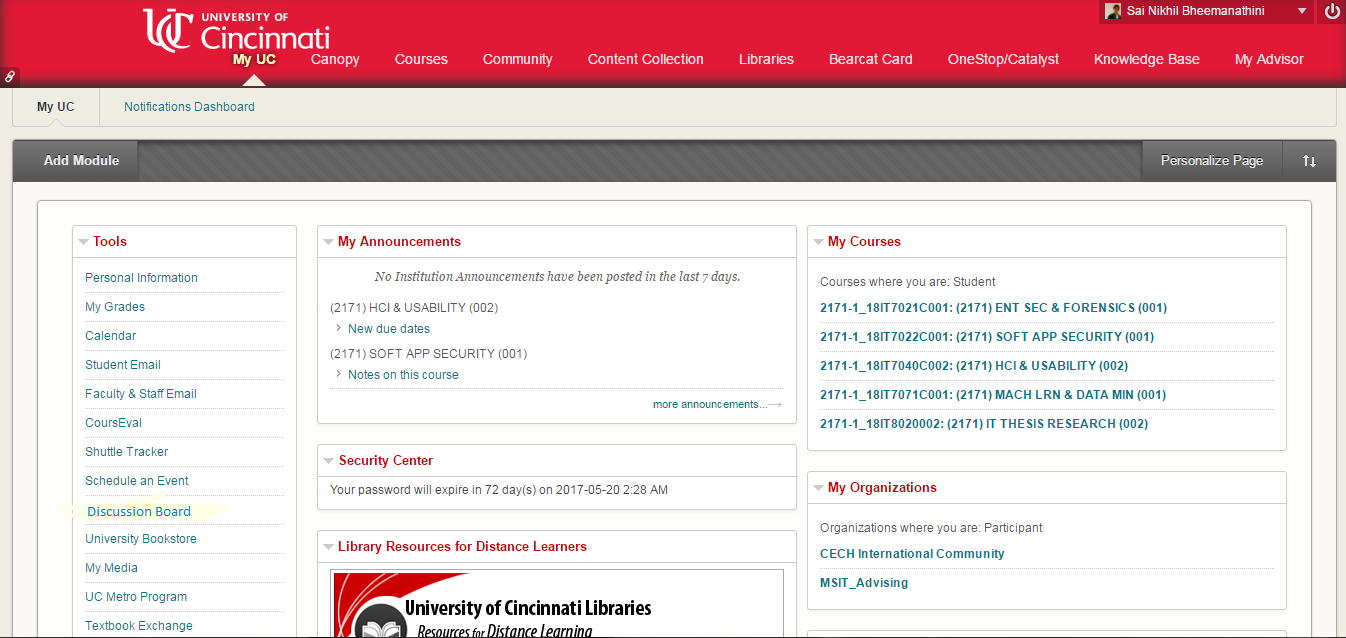 UNIVERSITY OF
Cincinnati
Sai Nikhil Bheemanathini
My UC Canopy Courses Community Content Collection Libraries Bearcat Card OneStop/Catalyst Knowledge Base My Advisor
My UC Notifications Dashboard
Add Module Personalize Page
Tools
Personal Information
My Grades
Calendar
Student Email
Faculty & Staff Email
CoursEval
Shuttle Tracker
Schedule an Event
Discussion Board
University Bookstore
My Media
UC Metro Program
Textbook Exchange
My Announcements
No Institution Announcements have been posted in the last 7 days.
(2171) HCI & USABILITY (002)
New due dates
(2171) SOFT APP SECURITY (001)
Notes on this course
more announcements...→
Security Center
Your password will expire in 72 day(s) on 2017-05-20 2:28 AM
Library Resources for Distance Learners
University of Cincinnati Libraries
Resources for Distance Learning
My Courses
Courses where you are: Student
2171-1_18IT7021C001: (2171) ENT SEC & FORENSICS (001)
2171-1_18IT7022C001: (2171) SOFT APP SECURITY (001)
2171-1_18IT7040C002: (2171) HCI & USABILITY (002)
2171-1_18IT7071C001: (2171) MACH LRN & DATA MIN (001)
2171-1_18IT8020002: (2171) IT THESIS RESEARCH (002)
My Organizations
Organizations where you are: Participant
CECH International Community
MSIT_Advising